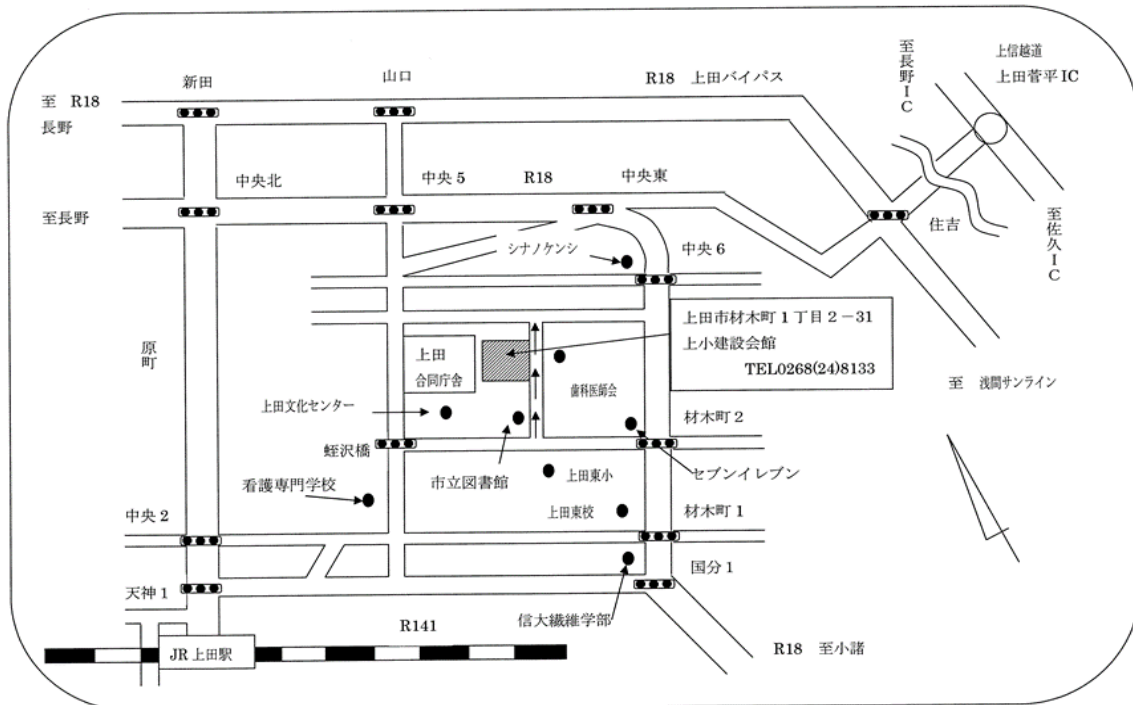 上信越道
上田菅平IC
至長野IC
新田
山口
R18 上田バイパス
至 R18
長野
中央北
中央5
R18
中央東
至長野
住吉
至佐久IC
シナノケンシ
中央6
上田市材木町1丁目2－31
上小建設会館
TEL0268(24)8133
原町
上田
合同庁舎
歯科医師会
至 浅間サンライン
上田文化センター
材木町2
蛭沢橋
市立図書館
上田東小
セブンイレブン
看護専門学校
中央2
上田東校
材木町1
天神1
国分1
信大繊維学部
R141
JR上田駅
R18 至小諸